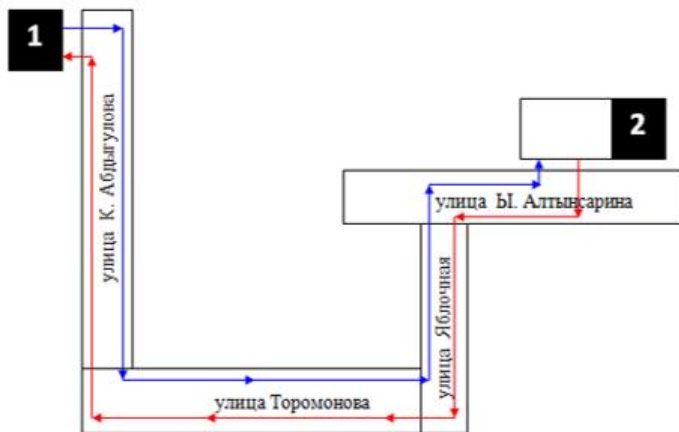 1
улица К. Абдыгулова
2
улица Ы. Алтынсарина
улица Яблочная
улица Торомонова